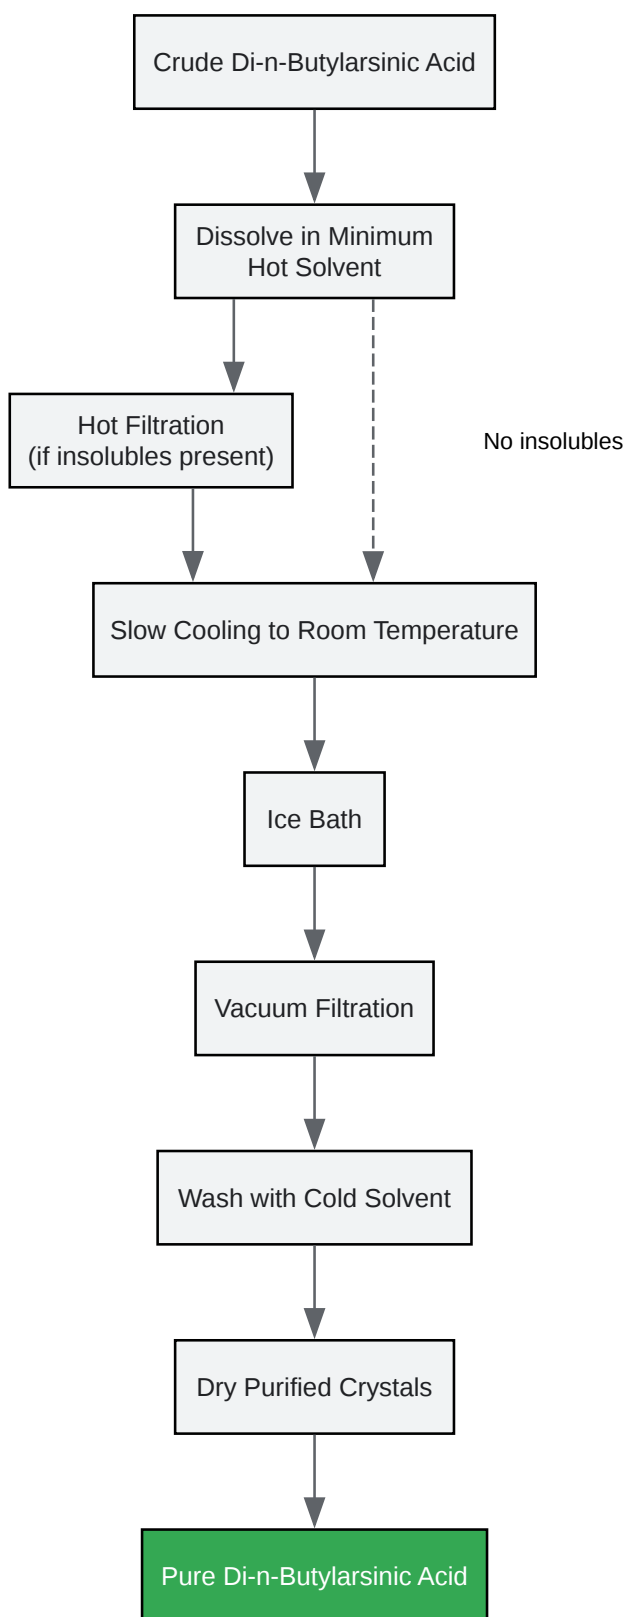 Crude Di-n-Butylarsinic Acid
Dissolve in Minimum
Hot Solvent
Hot Filtration
(if insolubles present)
No insolubles
Slow Cooling to Room Temperature
Ice Bath
Vacuum Filtration
Wash with Cold Solvent
Dry Purified Crystals
Pure Di-n-Butylarsinic Acid